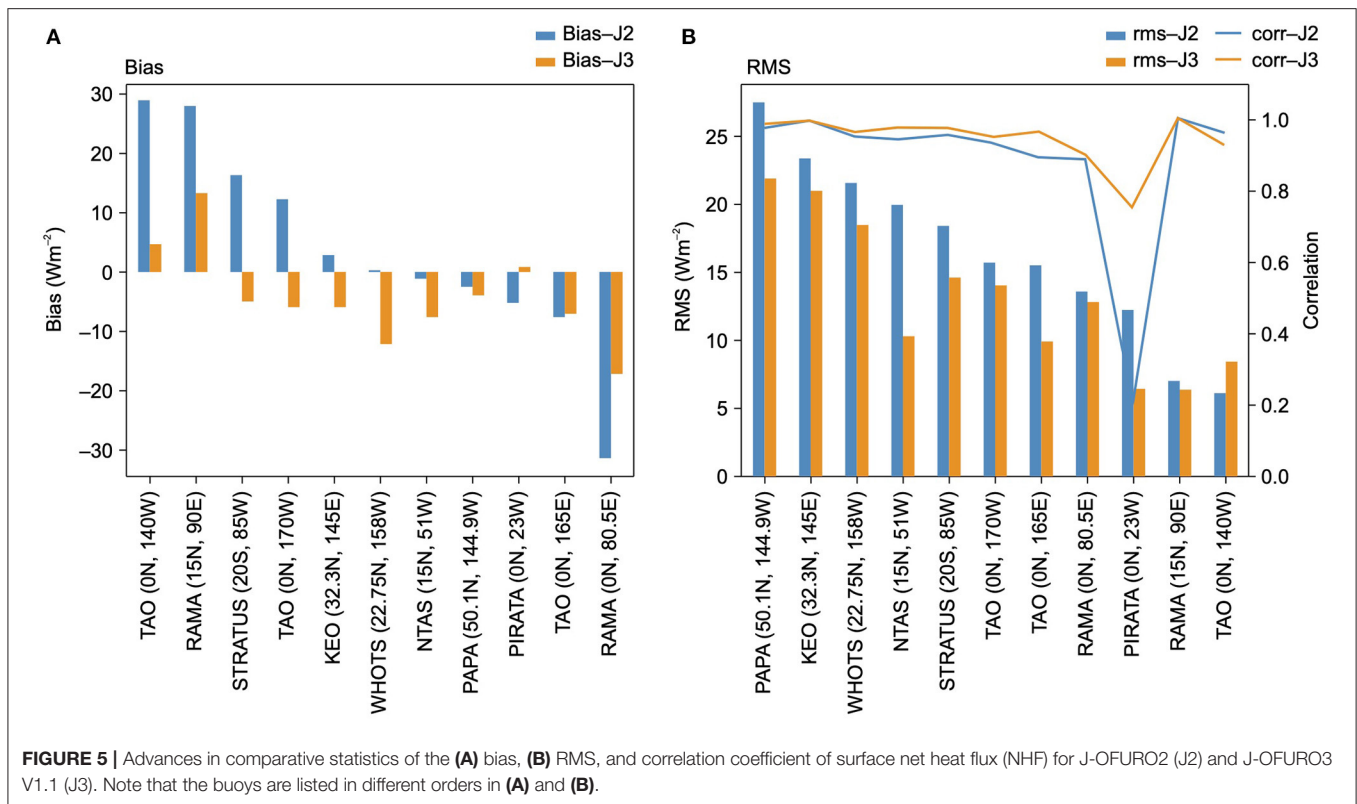 A
Bias–J2
Bias–J3
Bias
30
20
10
0
–10
–20
–30
Bias (Wm⁻²)
TAO (0N, 140W)
RAMA (15N, 90E)
STRATUS (20S, 85W)
TAO (0N, 170W)
KEO (32.3N, 145E)
WHOTS (22.75N, 158W)
NTAS (15N, 51W)
PAPA (50.1N, 144.9W)
PIRATA (0N, 23W)
TAO (0N, 165E)
RAMA (0N, 80.5E)
B
rms–J2 corr–J2
rms–J3 corr–J3
RMS
25
20
15
10
5
0
RMS (Wm⁻²)
1.0
0.8
0.6
0.4
0.2
0.0
Correlation
PAPA (50.1N, 144.9W)
KEO (32.3N, 145E)
WHOTS (22.75N, 158W)
NTAS (15N, 51W)
STRATUS (20S, 85W)
TAO (0N, 170W)
TAO (0N, 165E)
RAMA (0N, 80.5E)
PIRATA (0N, 23W)
RAMA (15N, 90E)
TAO (0N, 140W)
FIGURE 5 | Advances in comparative statistics of the (A) bias, (B) RMS, and correlation coefficient of surface net heat flux (NHF) for J-OFURO2 (J2) and J-OFURO3
V1.1 (J3). Note that the buoys are listed in different orders in (A) and (B).